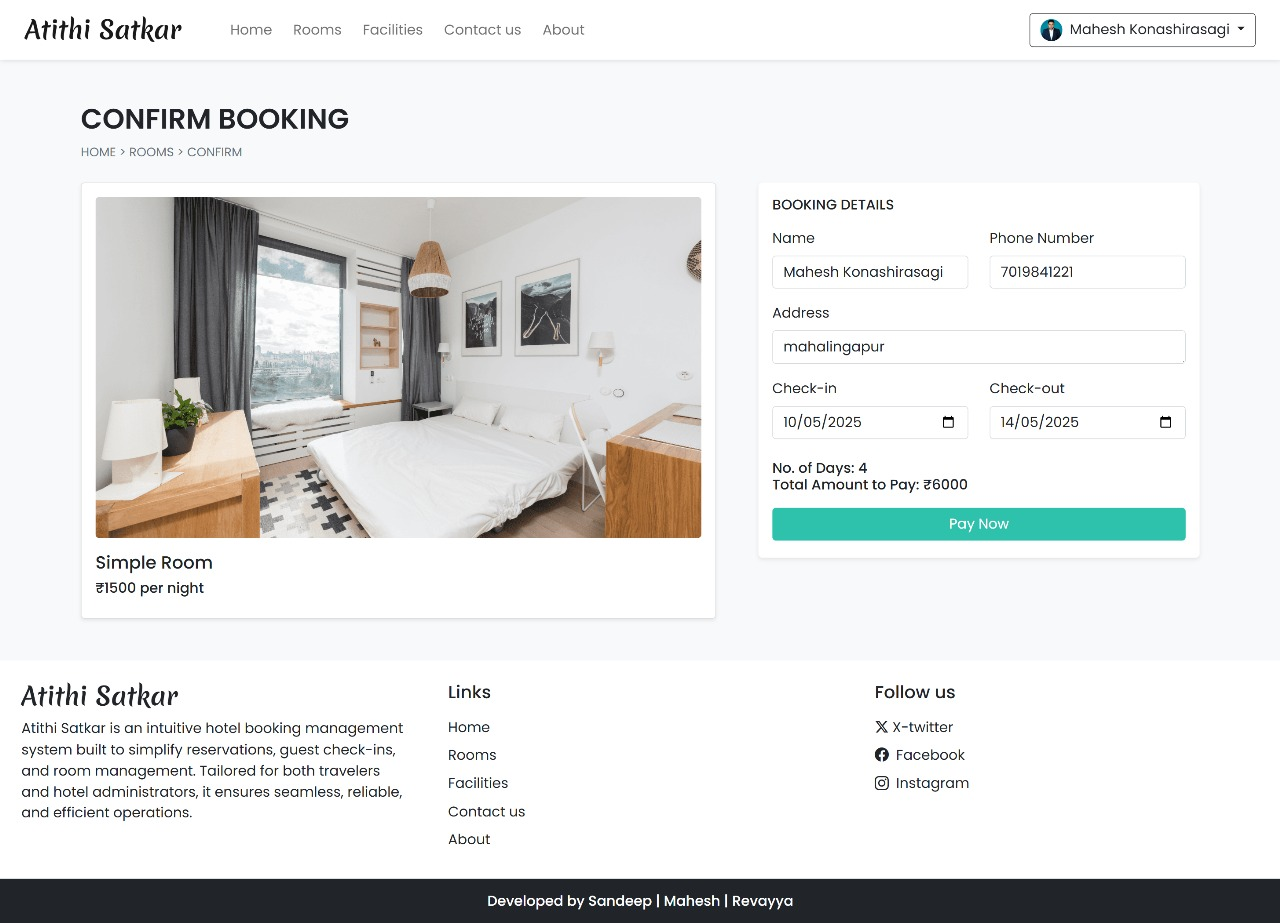 Atithi Satkar
Home Rooms Facilities Contact us About
Mahesh Konashirasagi
CONFIRM BOOKING
HOME > ROOMS > CONFIRM
Simple Room
₹1500 per night
BOOKING DETAILS
Name Phone Number
Mahesh Konashirasagi 7019841221
Address
mahalingapur
Check-in Check-out
10/05/2025 14/05/2025
No. of Days: 4
Total Amount to Pay: ₹6000
Pay Now
Atithi Satkar
Atithi Satkar is an intuitive hotel booking management
system built to simplify reservations, guest check-ins,
and room management. Tailored for both travelers
and hotel administrators, it ensures seamless, reliable,
and efficient operations.
Links
Home
Rooms
Facilities
Contact us
About
Follow us
X-twitter
Facebook
Instagram
Developed by Sandeep | Mahesh | Revayya